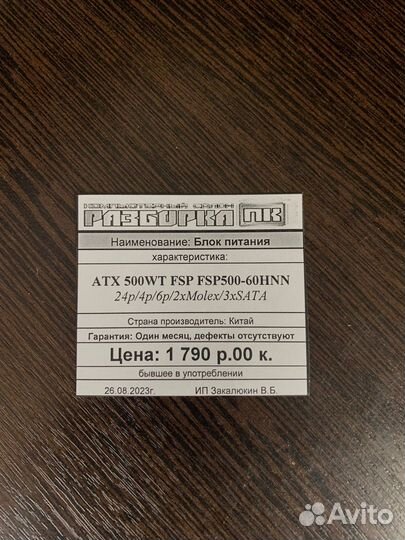 КОМПЬЮТЕРНЫЙ САЛОН
РАЗБОРКА ПК
Наименование: Блок питания
характеристика:
ATX 500WT FSP FSP500-60HNN
24p/4p/6p/2xMolex/3xSATA
Страна производитель: Китай
Гарантия: Один месяц, дефекты отсутствуют
Цена: 1 790 р.00 к.
бывшее в употреблении
26.08.2023г. ИП Закалюкин В.Б.
Avito